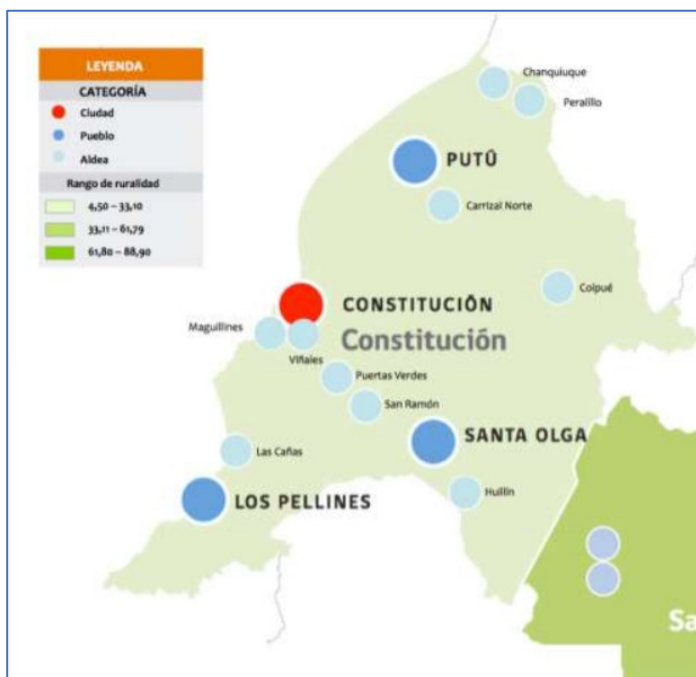 LEYENDA
CATEGORÍA
Ciudad
Pueblo
Aldea
Rango de ruralidad
4,50 – 33,10
33,11 – 61,79
61,80 – 88,90
Chanquiuque
Peralillo
PUTÚ
Carrizal Norte
Colpué
CONSTITUCIÓN
Maguillines
Constitución
Viñales
Puertas Verdes
San Ramón
SANTA OLGA
Las Cañas
Huillín
LOS PELLINES
Sa